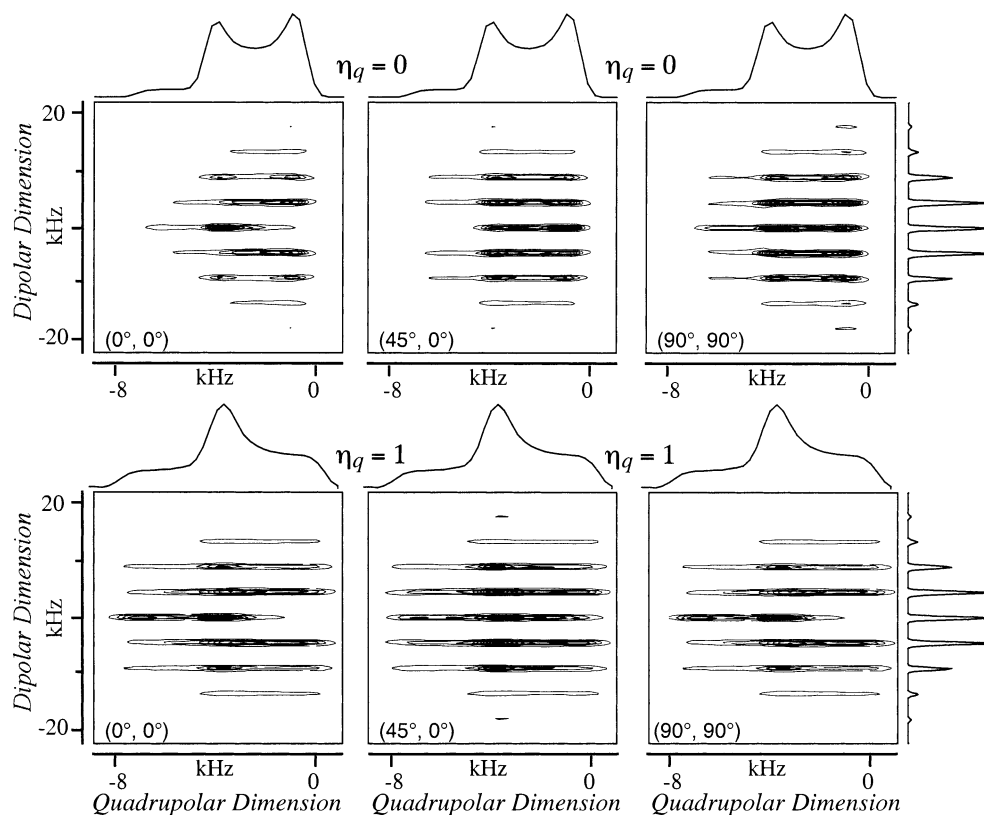 η_q = 0
η_q = 0
20
-20
Dipolar Dimension
kHz
(0°, 0°)
(45°, 0°)
(90°, 90°)
-8
kHz
0
-8
kHz
0
-8
kHz
0
η_q = 1
η_q = 1
20
-20
Dipolar Dimension
kHz
(0°, 0°)
(45°, 0°)
(90°, 90°)
-8
kHz
0
-8
kHz
0
-8
kHz
0
Quadrupolar Dimension
Quadrupolar Dimension
Quadrupolar Dimension